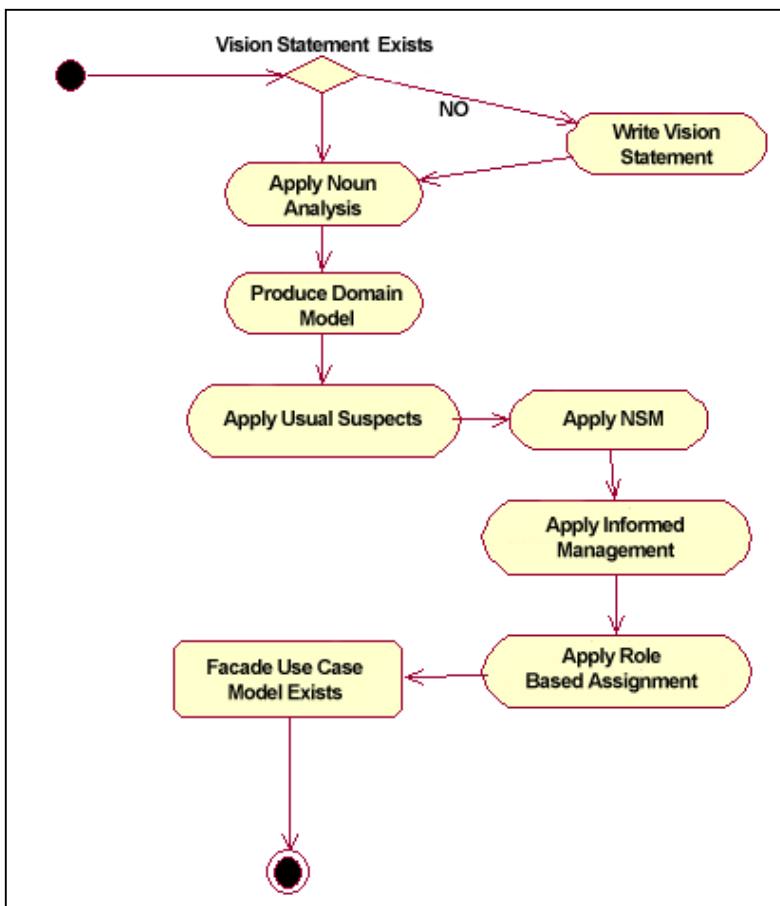 Vision Statement Exists
NO
Write Vision
Statement
Apply Noun
Analysis
Produce Domain
Model
Apply Usual Suspects
Apply NSM
Apply Informed
Management
Apply Role
Based Assignment
Facade Use Case
Model Exists